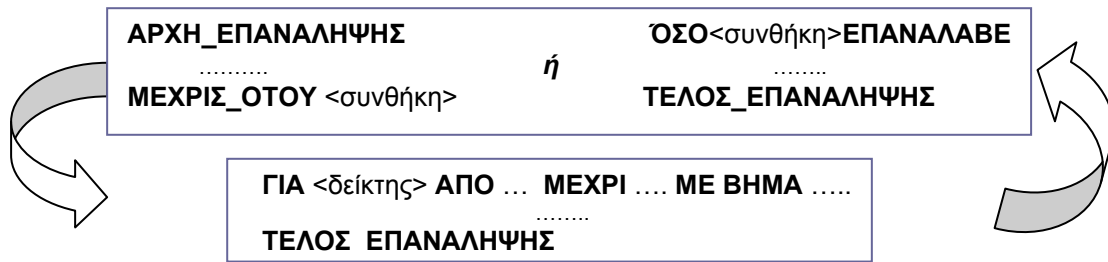 ΑΡΧΗ_ΕΠΑΝΑΛΗΨΗΣ
……….
ΜΕΧΡΙΣ_ΟΤΟΥ <συνθήκη>
ή
ΌΣΟ<συνθήκη>ΕΠΑΝΑΛΑΒΕ
……..
ΤΕΛΟΣ_ΕΠΑΝΑΛΗΨΗΣ
ΓΙΑ <δείκτης> ΑΠΟ … ΜΕΧΡΙ …. ΜΕ ΒΗΜΑ …..
……..
ΤΕΛΟΣ ΕΠΑΝΑΛΗΨΗΣ